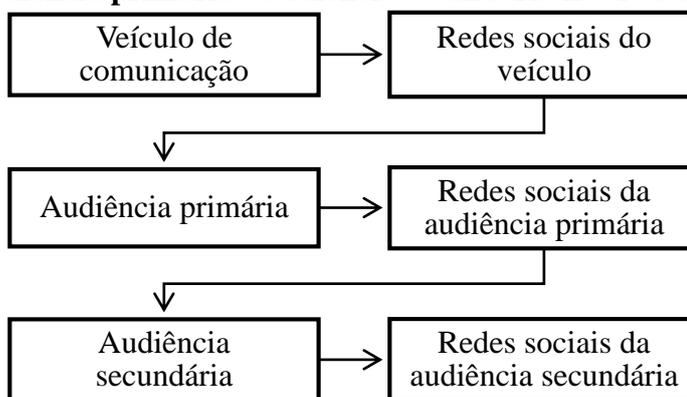 Veículo de
comunicação
Redes sociais do
veículo
Audiência primária
Redes sociais da
audiência primária
Audiência
secundária
Redes sociais da
audiência secundária